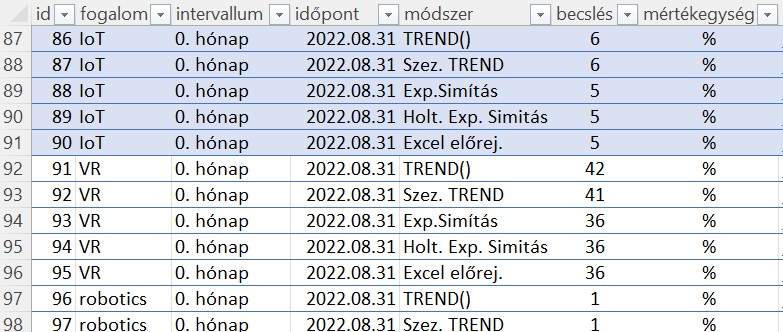 id fogalom intervallum időpont módszer becslés mértékegység
87 86 IoT 0. hónap 2022.08.31 TREND() 6 %
88 87 IoT 0. hónap 2022.08.31 Szez. TREND 6 %
89 88 IoT 0. hónap 2022.08.31 Exp.Simítás 5 %
90 89 IoT 0. hónap 2022.08.31 Holt. Exp. Simitás 5 %
91 90 IoT 0. hónap 2022.08.31 Excel előrej. 5 %
92 91 VR 0. hónap 2022.08.31 TREND() 42 %
93 92 VR 0. hónap 2022.08.31 Szez. TREND 41 %
94 93 VR 0. hónap 2022.08.31 Exp.Simítás 36 %
95 94 VR 0. hónap 2022.08.31 Holt. Exp. Simitás 36 %
96 95 VR 0. hónap 2022.08.31 Excel előrej. 36 %
97 96 robotics 0. hónap 2022.08.31 TREND() 1 %
98 97 robotics 0. hónap 2022.08.31 Szez. TREND 1 %